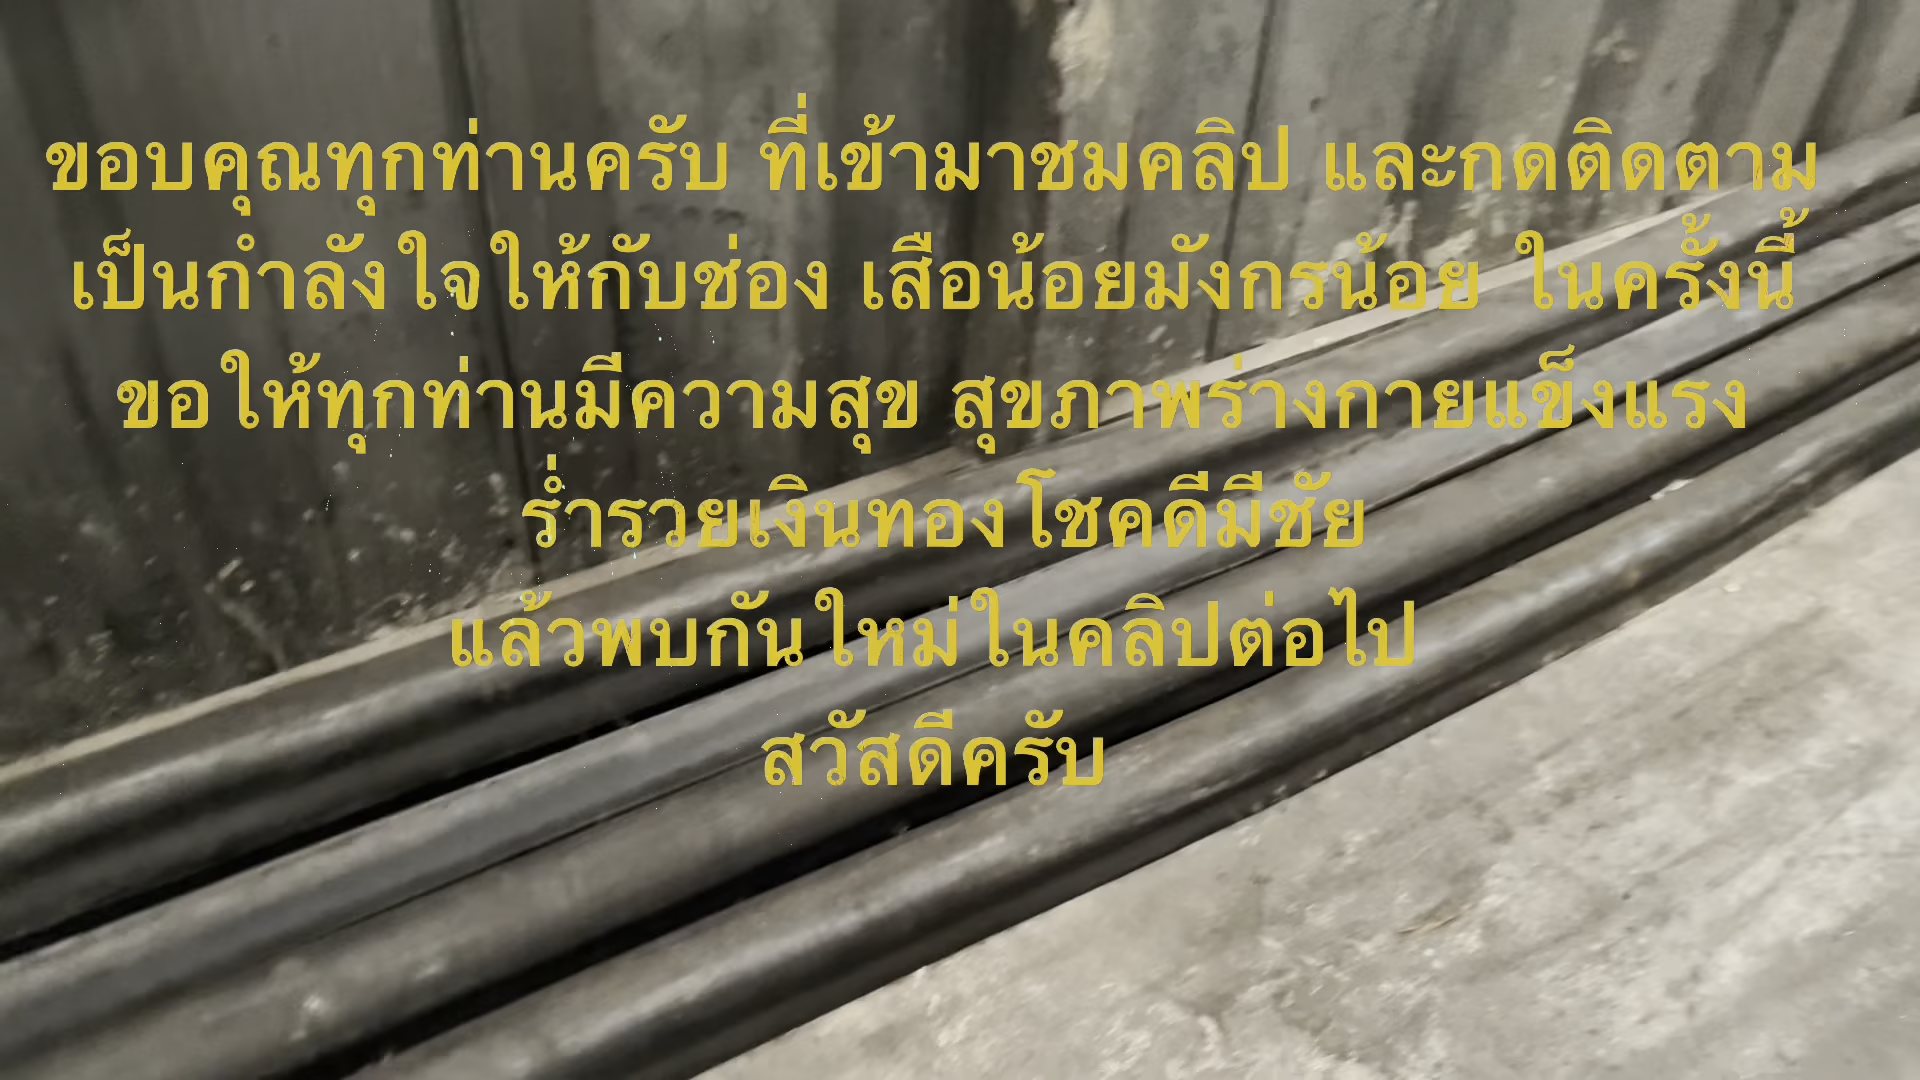 ขอบคุณทุกท่านครับ ที่เข้ามาชมคลิป และกดติดตาม
เป็นกำลังใจให้กับช่อง เสือน้อยมังกรน้อย ในครั้งนี้
ขอให้ทุกท่านมีความสุข สุขภาพร่างกายแข็งแรง
ร่ำรวยเงินทองโชคดีมีชัย
แล้วพบกันใหม่ในคลิปต่อไป
สวัสดีครับ